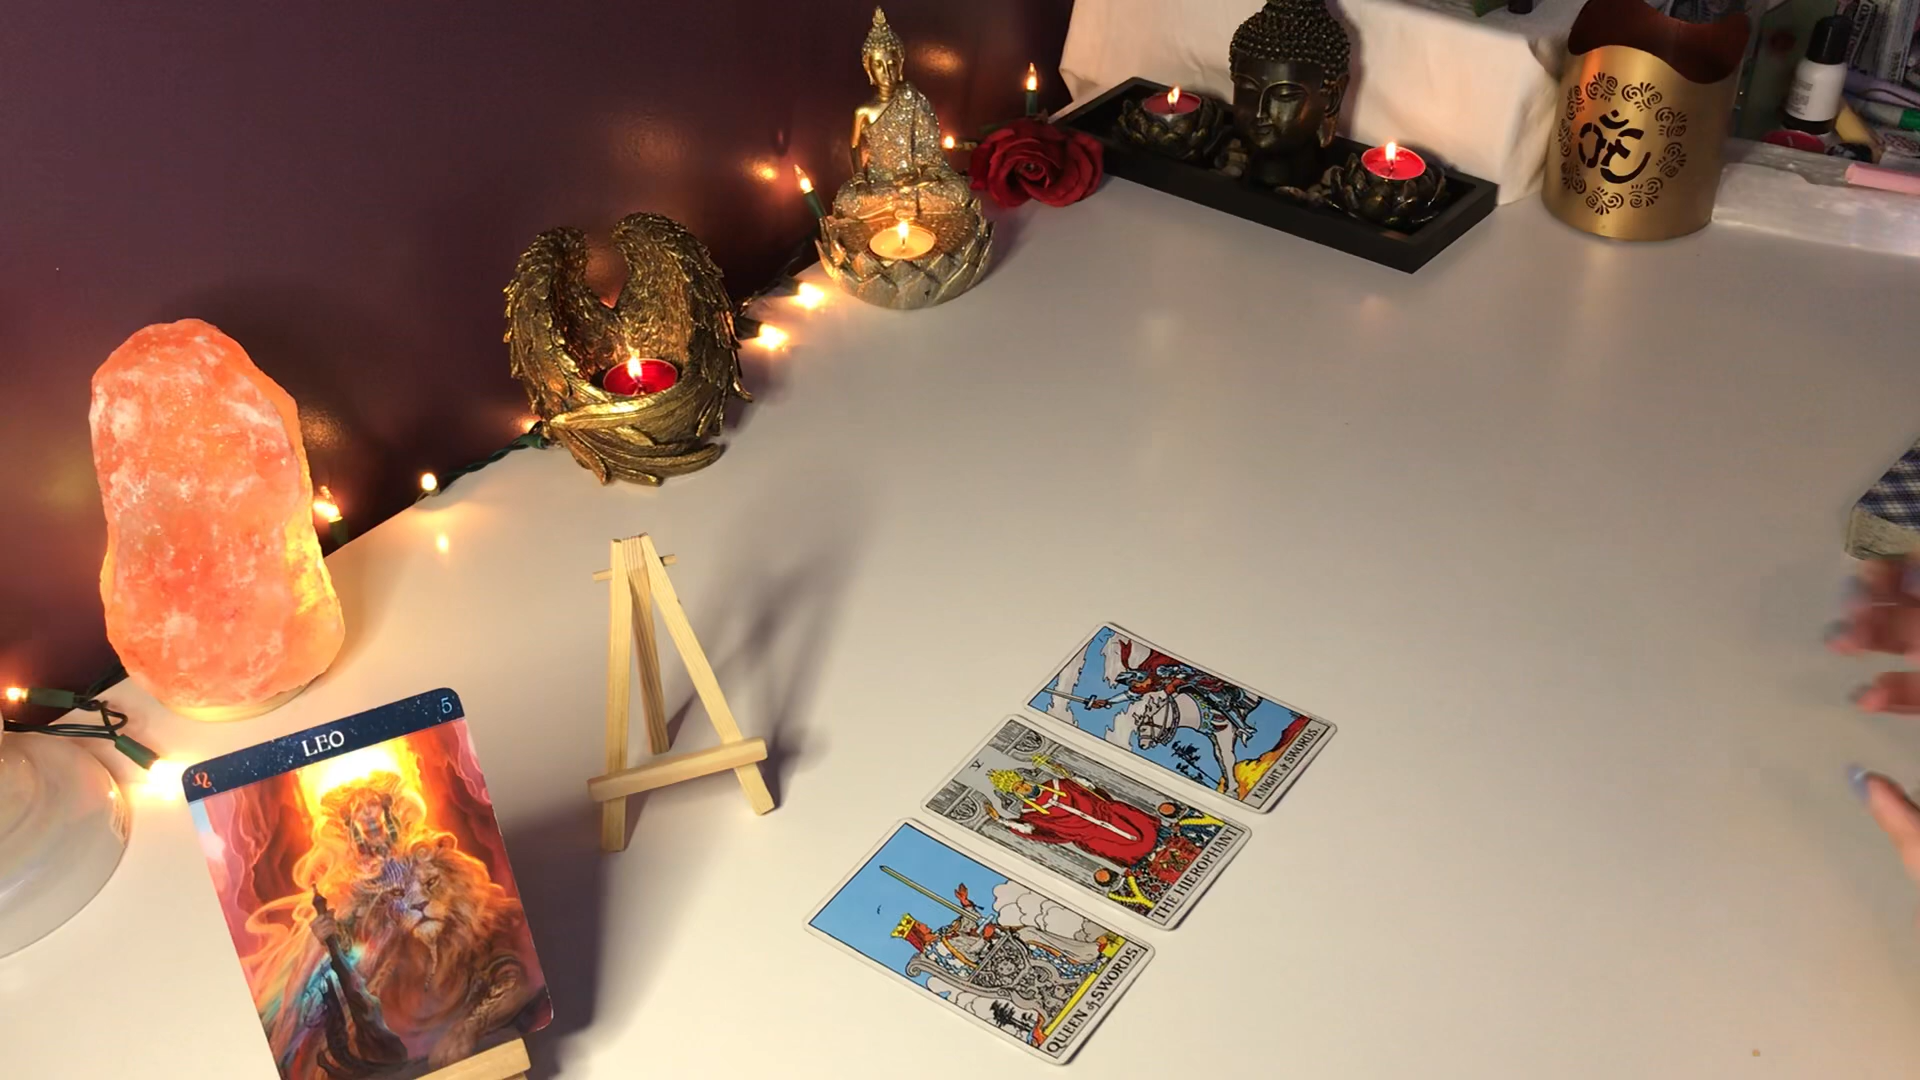 LEO
5
KNIGHT of SWORDS.
V
THE HIEROPHANT
QUEEN of SWORDS.
ॐ